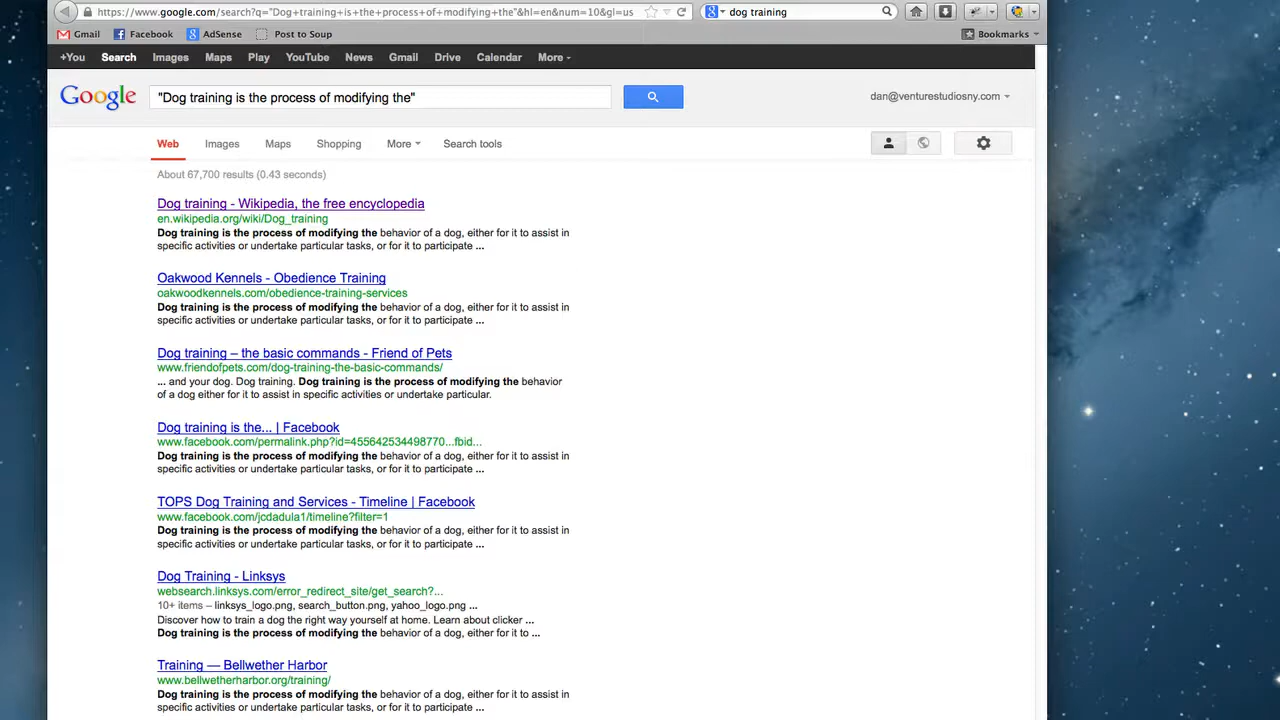 https://www.google.com/search?q="Dog+training+is+the+process+of+modifying+the"&hl=en&num=10&gl=us
dog training
Gmail Facebook AdSense Post to Soup Bookmarks
+You Search Images Maps Play YouTube News Gmail Drive Calendar More
Google "Dog training is the process of modifying the" dan@venturestudiosny.com
Web Images Maps Shopping More Search tools
About 67,700 results (0.43 seconds)
Dog training - Wikipedia, the free encyclopedia
en.wikipedia.org/wiki/Dog_training
Dog training is the process of modifying the behavior of a dog, either for it to assist in
specific activities or undertake particular tasks, or for it to participate ...
Oakwood Kennels - Obedience Training
oakwoodkennels.com/obedience-training-services
Dog training is the process of modifying the behavior of a dog, either for it to assist in
specific activities or undertake particular tasks, or for it to participate ...
Dog training – the basic commands - Friend of Pets
www.friendofpets.com/dog-training-the-basic-commands/
... and your dog. Dog training. Dog training is the process of modifying the behavior
of a dog either for it to assist in specific activities or undertake particular.
Dog training is the... | Facebook
www.facebook.com/permalink.php?id=455642534498770...fbid...
Dog training is the process of modifying the behavior of a dog, either for it to assist in
specific activities or undertake particular tasks, or for it to participate ...
TOPS Dog Training and Services - Timeline | Facebook
www.facebook.com/jcdadula1/timeline?filter=1
Dog training is the process of modifying the behavior of a dog, either for it to assist in
specific activities or undertake particular tasks, or for it to participate ...
Dog Training - Linksys
websearch.linksys.com/error_redirect_site/get_search?...
10+ items – linksys_logo.png, search_button.png, yahoo_logo.png ...
Discover how to train a dog the right way yourself at home. Learn about clicker ...
Dog training is the process of modifying the behavior of a dog, either for it to ...
Training — Bellwether Harbor
www.bellwetherharbor.org/training/
Dog training is the process of modifying the behavior of a dog, either for it to assist in
specific activities or undertake particular tasks, or for it to participate ...